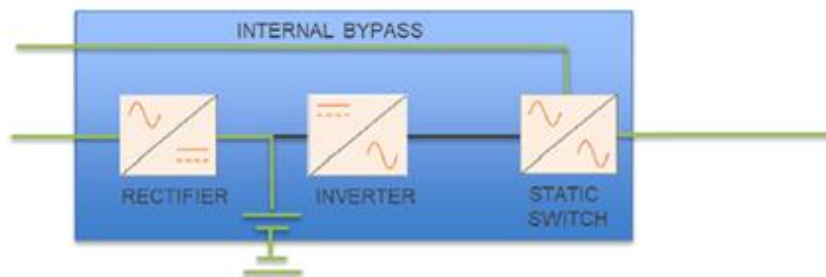 INTERNAL BYPASS
RECTIFIER
INVERTER
STATIC
SWITCH